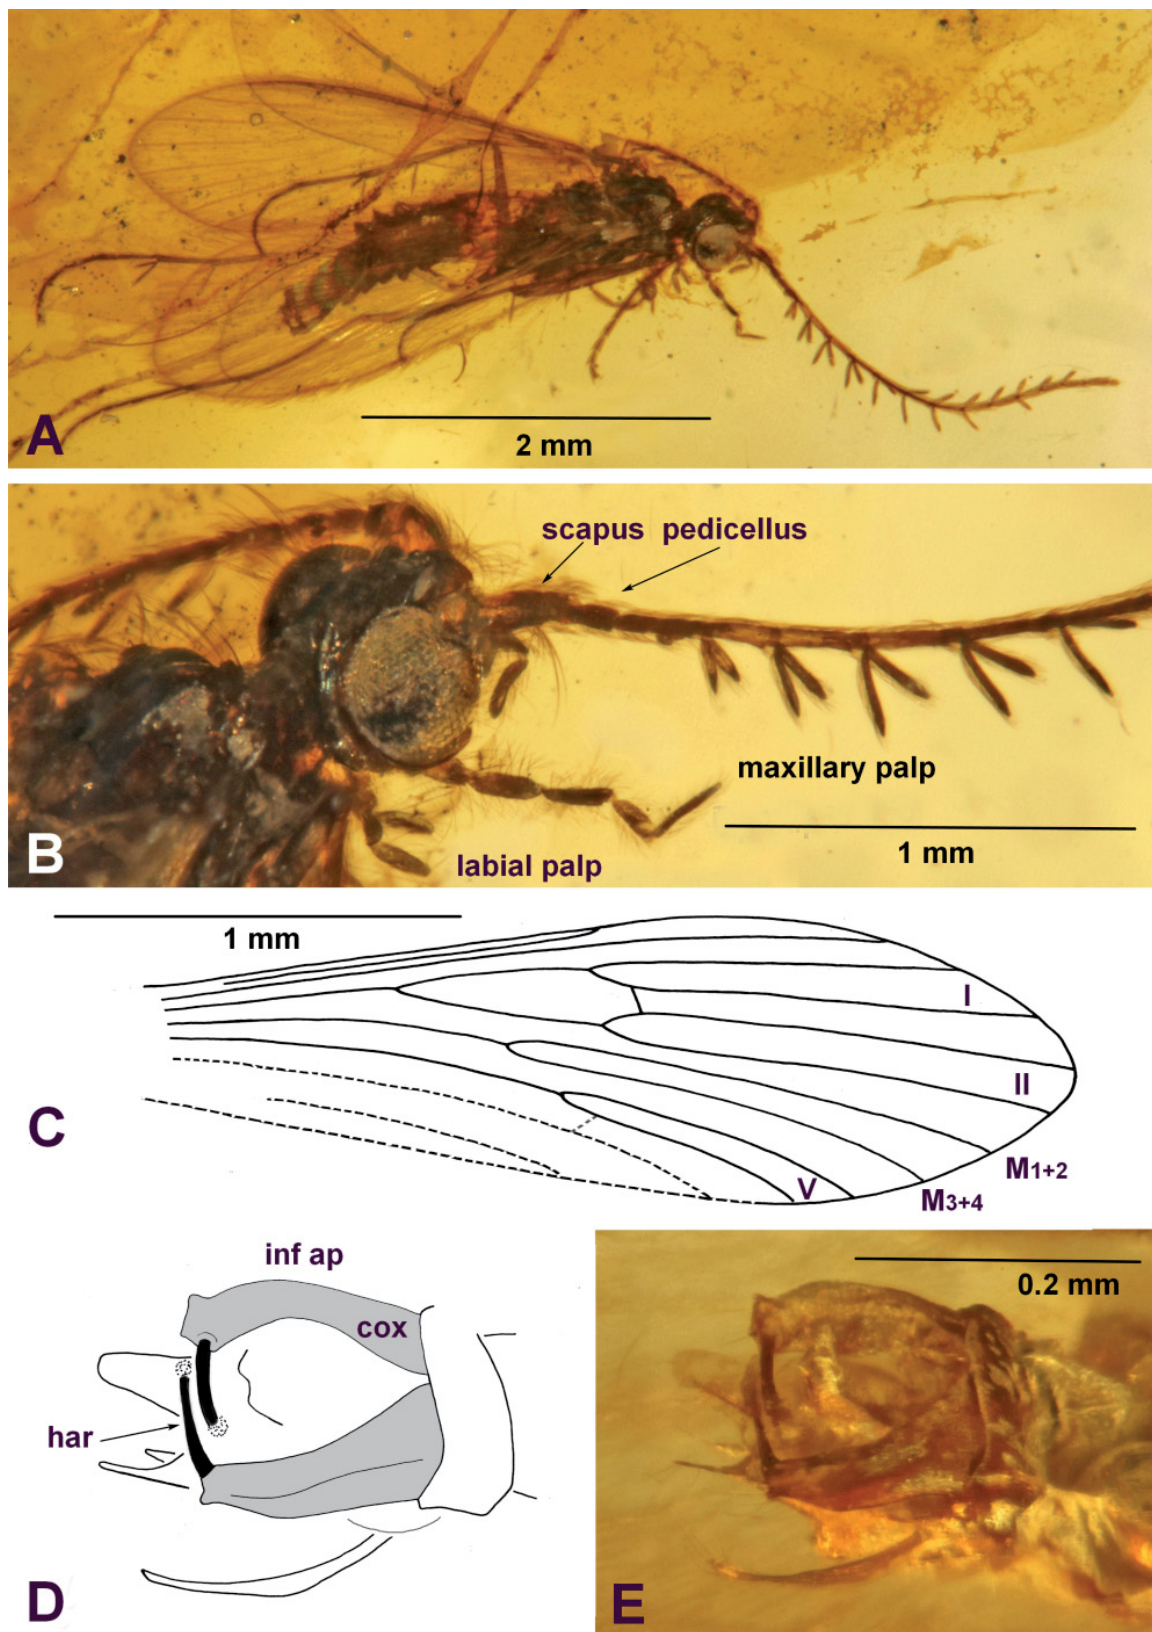 A
2 mm
scapus pedicellus
maxillary palp
1 mm
labial palp
B
1 mm
I
II
C
M1+2
V
M3+4
inf ap
cox
har
D
0.2 mm
E